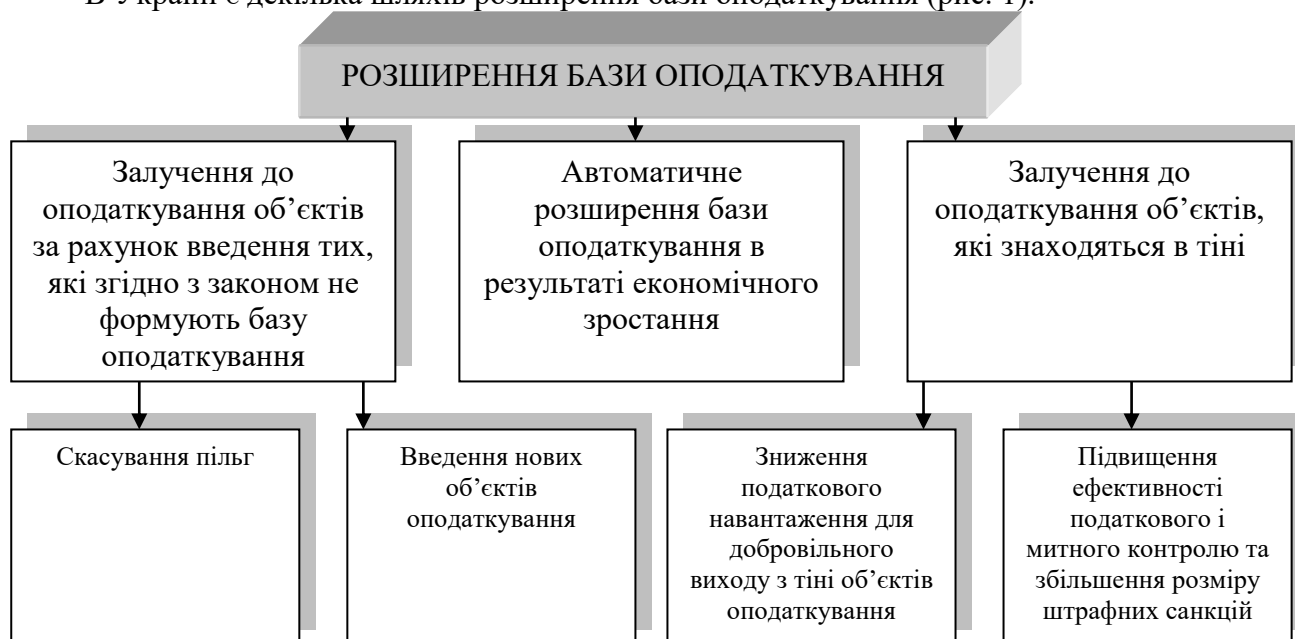 В Україні є декілька шляхів розширення бази оподаткування (рис. 1).
РОЗШИРЕННЯ БАЗИ ОПОДАТКУВАННЯ
Залучення до
оподаткування об’єктів
за рахунок введення тих,
які згідно з законом не
формують базу
оподаткування
Автоматичне
розширення бази
оподаткування в
результаті економічного
зростання
Залучення до
оподаткування об’єктів,
які знаходяться в тіні
Скасування пільг
Введення нових
об’єктів
оподаткування
Зниження
податкового
навантаження для
добровільного
виходу з тіні об’єктів
оподаткування
Підвищення
ефективності
податкового і
митного контролю та
збільшення розміру
штрафних санкцій